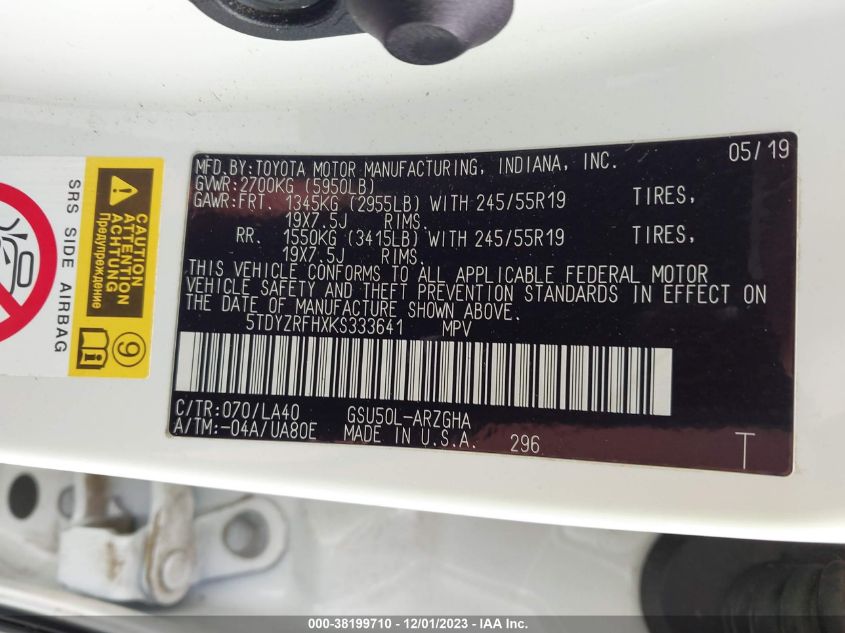 MFD.BY:TOYOTA MOTOR MANUFACTURING, INDIANA, INC. 05/19
GVWR:2700KG (5950LB)
GAWR:FRT. 1345KG (2955LB) WITH 245/55R19 TIRES,
19X7.5J RIMS.
RR. 1550KG (3415LB) WITH 245/55R19 TIRES,
19X7.5J RIMS.
THIS VEHICLE CONFORMS TO ALL APPLICABLE FEDERAL MOTOR
VEHICLE SAFETY AND THEFT PREVENTION STANDARDS IN EFFECT ON
THE DATE OF MANUFACTURE SHOWN ABOVE.
5TDYZRFHXKS333641 MPV
C/TR:070/LA40 GSU50L-ARZGHA
A/TM:-04A/UA80E MADE IN U.S.A. 296 T
SRS SIDE AIRBAG
CAUTION
ATTENTION
ACHTUNG
Предупреждение
9
000-38199710 - 12/01/2023 - IAA Inc.